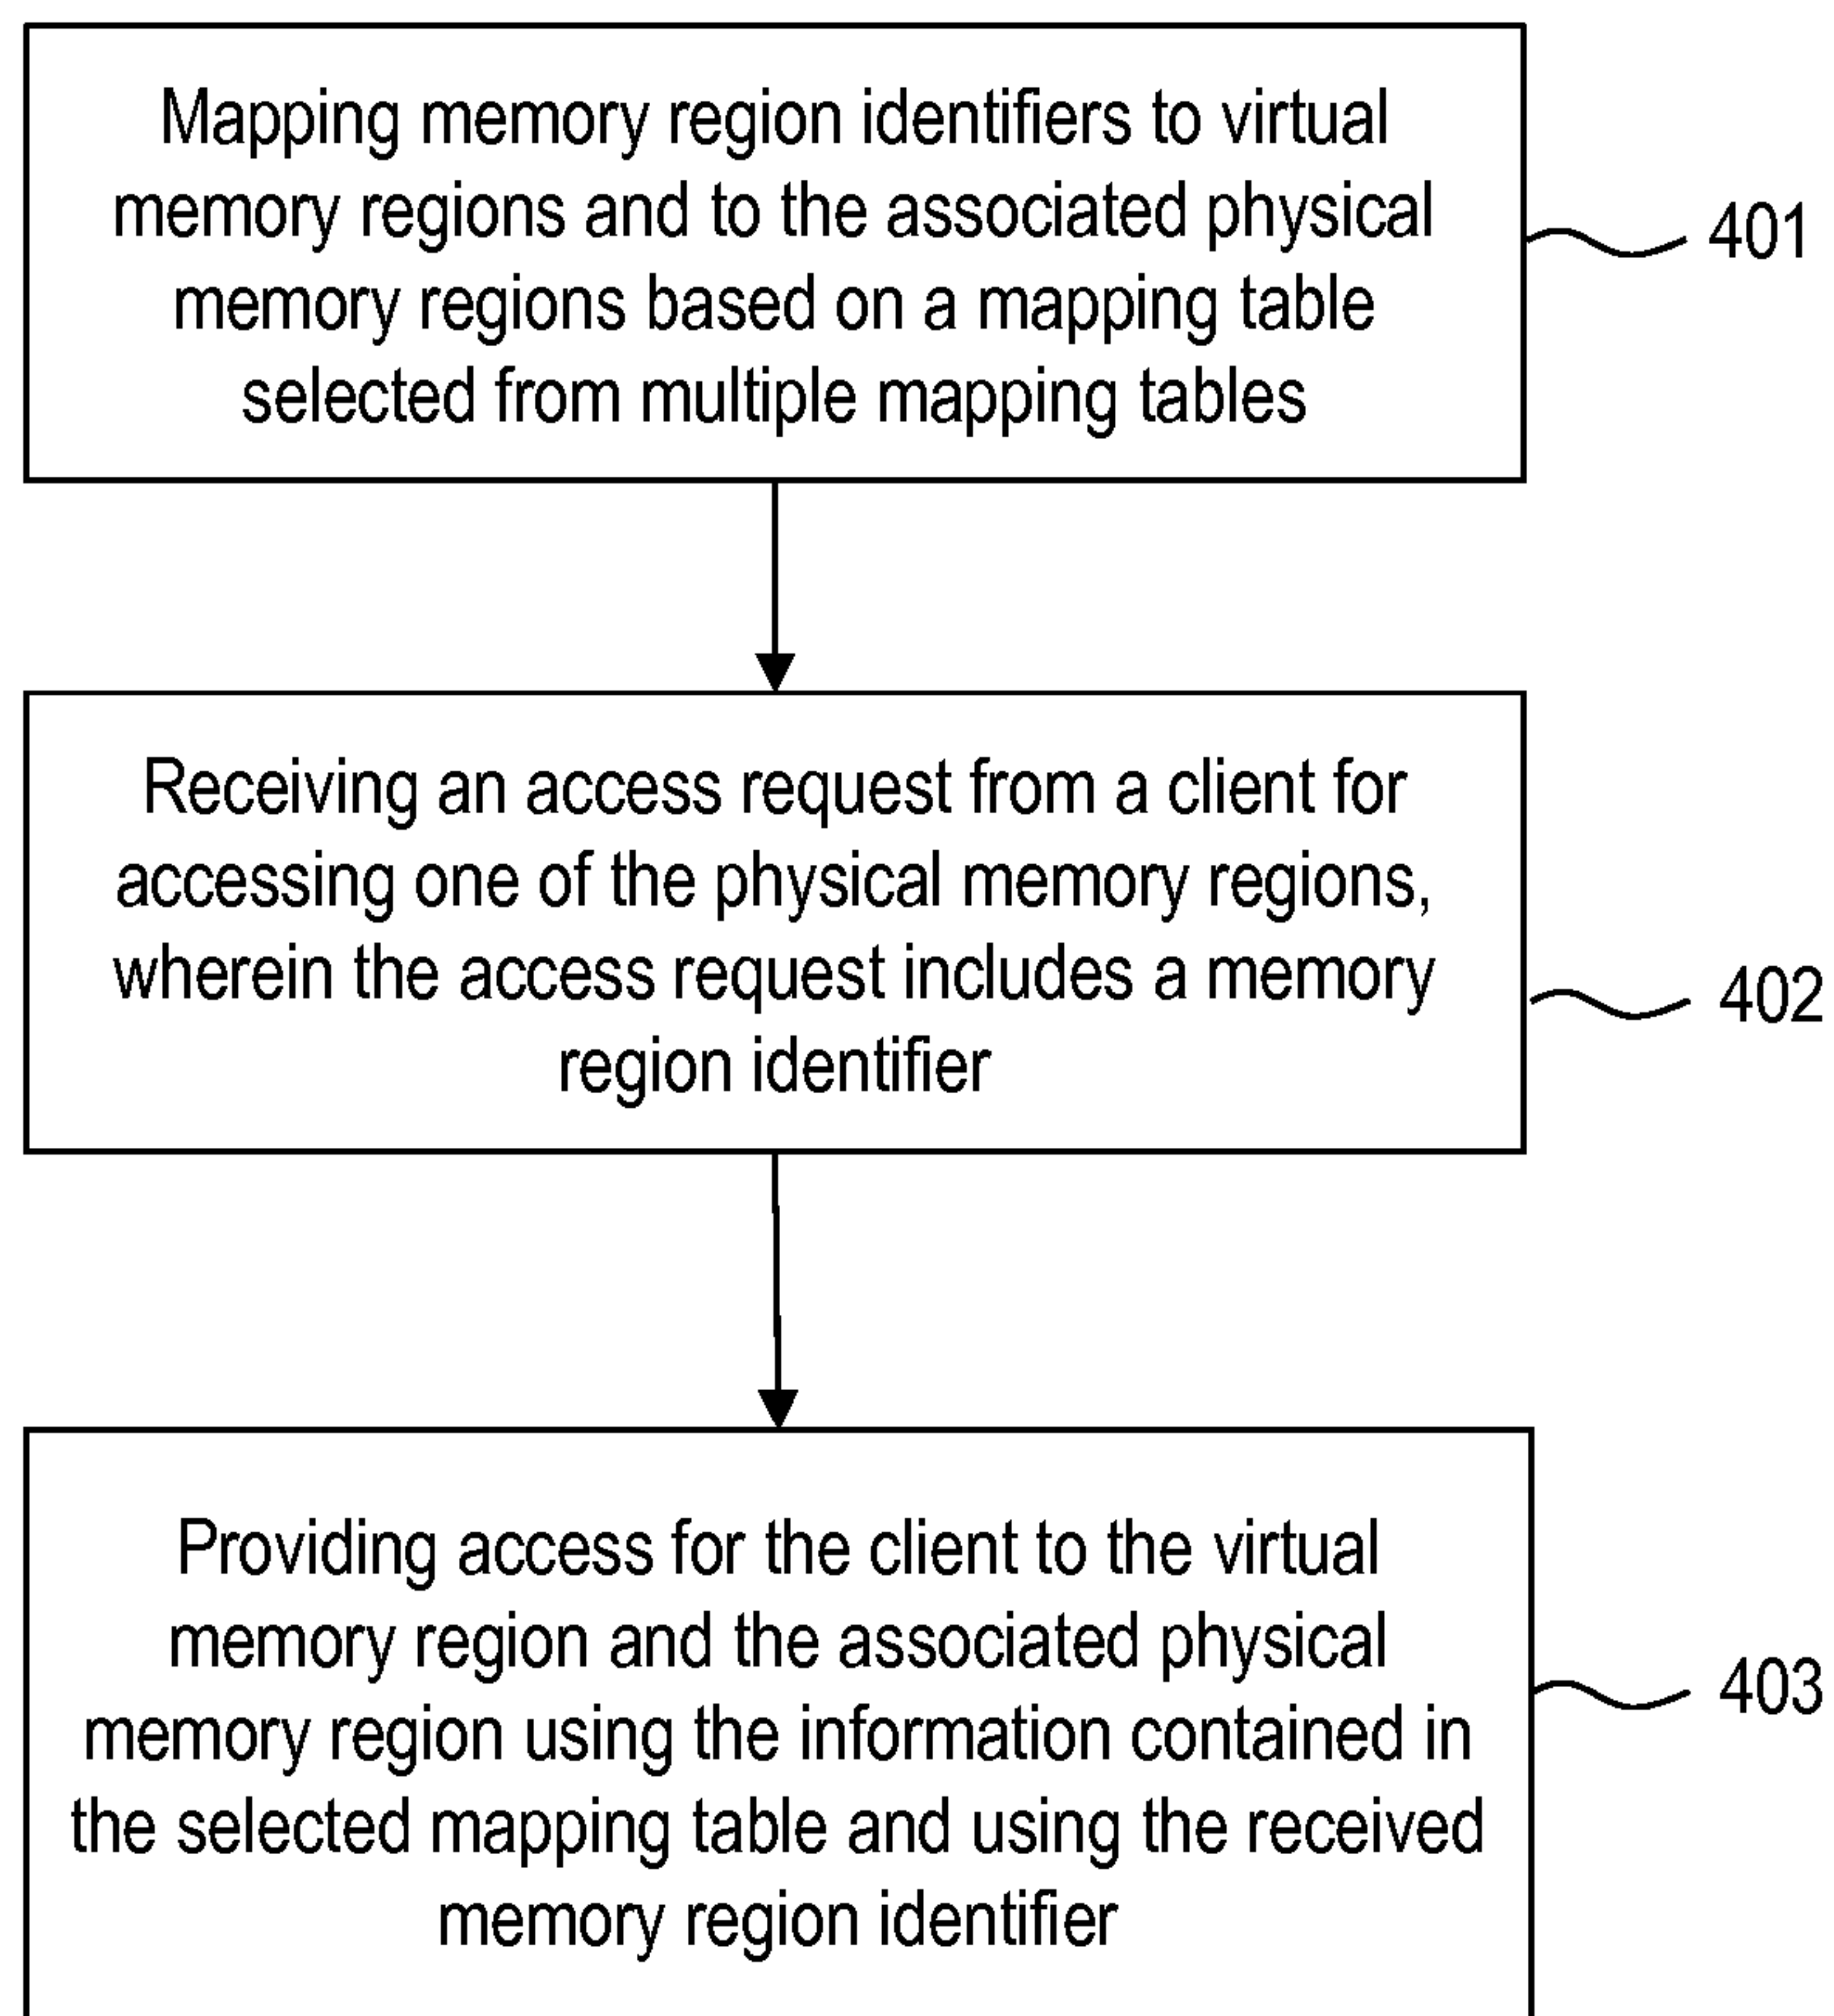 Mapping memory region identifiers to virtual
memory regions and to the associated physical
memory regions based on a mapping table
selected from multiple mapping tables
401
Receiving an access request from a client for
accessing one of the physical memory regions,
wherein the access request includes a memory
region identifier
402
Providing access for the client to the virtual
memory region and the associated physical
memory region using the information contained in
the selected mapping table and using the received
memory region identifier
403